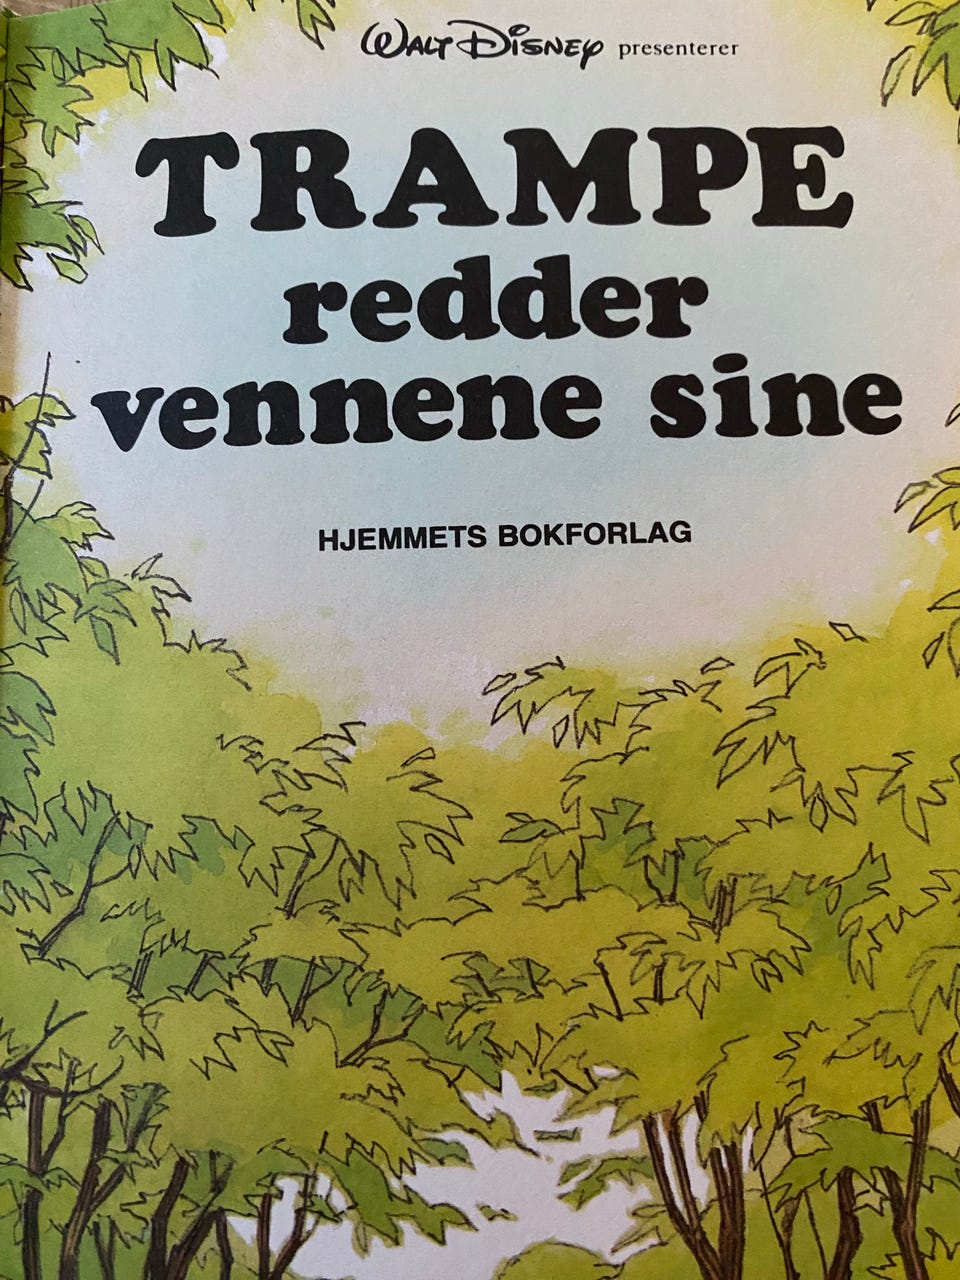 WALT DISNEY presenterer
TRAMPE
redder
vennene sine
HJEMMETS BOKFORLAG